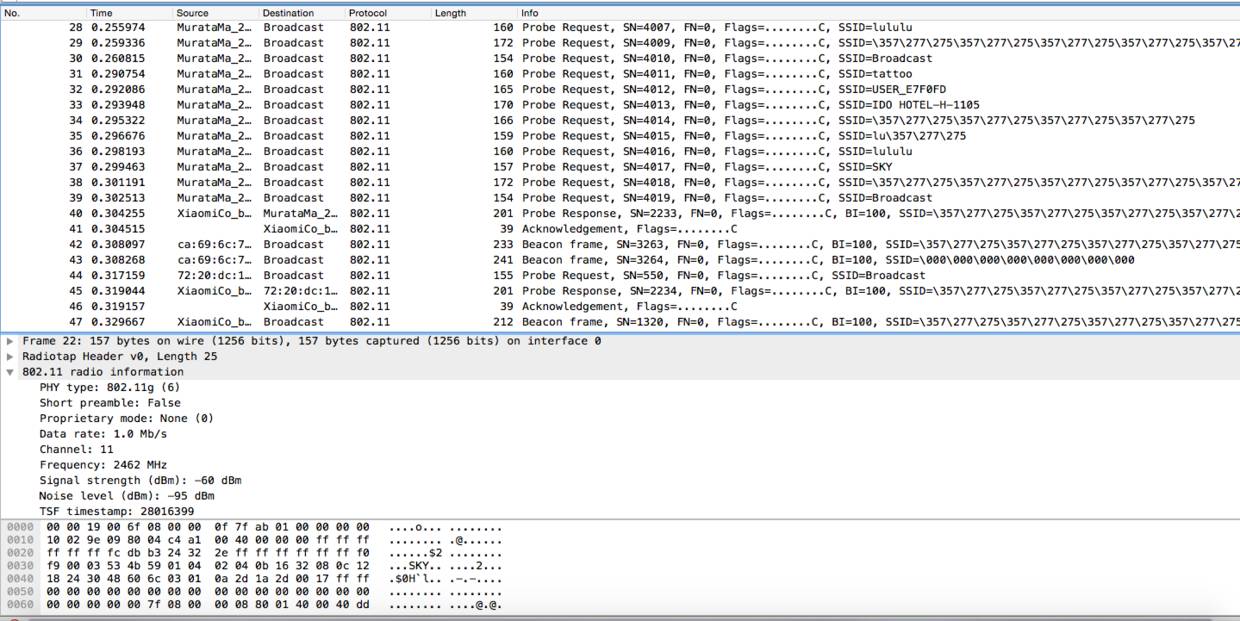 No. Time Source Destination Protocol Length Info
28 0.255974 MurataMa_2… Broadcast 802.11 160 Probe Request, SN=4007, FN=0, Flags=........C, SSID=lululu
29 0.259336 MurataMa_2… Broadcast 802.11 172 Probe Request, SN=4009, FN=0, Flags=........C, SSID=\357\277\275\357\277\275\357\277\275\357\277\275\357\27
30 0.260815 MurataMa_2… Broadcast 802.11 154 Probe Request, SN=4010, FN=0, Flags=........C, SSID=Broadcast
31 0.290754 MurataMa_2… Broadcast 802.11 160 Probe Request, SN=4011, FN=0, Flags=........C, SSID=tattoo
32 0.292086 MurataMa_2… Broadcast 802.11 165 Probe Request, SN=4012, FN=0, Flags=........C, SSID=USER_E7F0FD
33 0.293948 MurataMa_2… Broadcast 802.11 170 Probe Request, SN=4013, FN=0, Flags=........C, SSID=IDO HOTEL-H-1105
34 0.295322 MurataMa_2… Broadcast 802.11 166 Probe Request, SN=4014, FN=0, Flags=........C, SSID=\357\277\275\357\277\275\357\277\275\357\277\275
35 0.296676 MurataMa_2… Broadcast 802.11 159 Probe Request, SN=4015, FN=0, Flags=........C, SSID=lu\357\277\275
36 0.298193 MurataMa_2… Broadcast 802.11 160 Probe Request, SN=4016, FN=0, Flags=........C, SSID=lululu
37 0.299463 MurataMa_2… Broadcast 802.11 157 Probe Request, SN=4017, FN=0, Flags=........C, SSID=SKY
38 0.301191 MurataMa_2… Broadcast 802.11 172 Probe Request, SN=4018, FN=0, Flags=........C, SSID=\357\277\275\357\277\275\357\277\275\357\277\275\357\27
39 0.302513 MurataMa_2… Broadcast 802.11 154 Probe Request, SN=4019, FN=0, Flags=........C, SSID=Broadcast
40 0.304255 XiaomiCo_b… MurataMa_2… 802.11 201 Probe Response, SN=2233, FN=0, Flags=........C, BI=100, SSID=\357\277\275\357\277\275\357\277\275\357\277\2
41 0.304515 XiaomiCo_b… 802.11 39 Acknowledgement, Flags=........C
42 0.308097 ca:69:6c:7… Broadcast 802.11 233 Beacon frame, SN=3263, FN=0, Flags=........C, BI=100, SSID=\357\277\275\357\277\275\357\277\275\357\277\275
43 0.308268 ca:69:6c:7… Broadcast 802.11 241 Beacon frame, SN=3264, FN=0, Flags=........C, BI=100, SSID=\000\000\000\000\000\000\000\000
44 0.317159 72:20:dc:1… Broadcast 802.11 155 Probe Request, SN=550, FN=0, Flags=........C, SSID=Broadcast
45 0.319044 XiaomiCo_b… 72:20:dc:1… 802.11 201 Probe Response, SN=2234, FN=0, Flags=........C, BI=100, SSID=\357\277\275\357\277\275\357\277\275\357\277\2
46 0.319157 XiaomiCo_b… 802.11 39 Acknowledgement, Flags=........C
47 0.329667 XiaomiCo_b… Broadcast 802.11 212 Beacon frame, SN=1320, FN=0, Flags=........C, BI=100, SSID=\357\277\275\357\277\275\357\277\275\357\277\275
Frame 22: 157 bytes on wire (1256 bits), 157 bytes captured (1256 bits) on interface 0
Radiotap Header v0, Length 25
802.11 radio information
PHY type: 802.11g (6)
Short preamble: False
Proprietary mode: None (0)
Data rate: 1.0 Mb/s
Channel: 11
Frequency: 2462 MHz
Signal strength (dBm): -60 dBm
Noise level (dBm): -95 dBm
TSF timestamp: 28016399
0000 00 00 19 00 6f 08 00 00 0f 7f ab 01 00 00 00 00 ....o... ........
0010 10 02 9e 09 80 04 c4 a1 00 40 00 00 00 ff ff ff ........ .@......
0020 ff ff ff fc db b3 24 32 2e ff ff ff ff ff ff f0 ......$2 ........
0030 f9 00 03 53 4b 59 01 04 02 04 0b 16 32 08 0c 12 ...SKY.. ....2...
0040 18 24 30 48 60 6c 03 01 0a 2d 1a 2d 00 17 ff ff .$0H`l.. .-.-....
0050 00 00 00 00 00 00 00 00 00 00 00 00 00 00 00 00 ........ ........
0060 00 00 00 00 00 7f 08 00 00 08 80 01 40 00 40 dd ........ ....@.@.